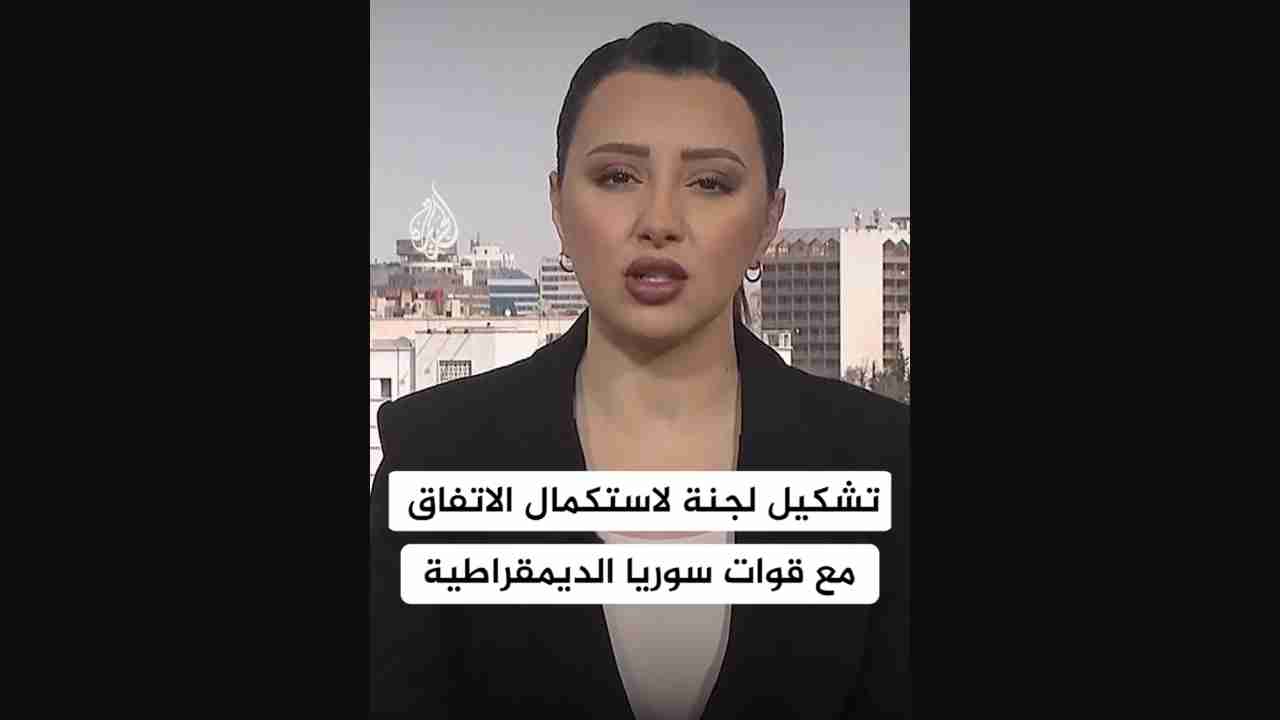 تشكيل لجنة لاستكمال الاتفاق
مع قوات سوريا الديمقراطية